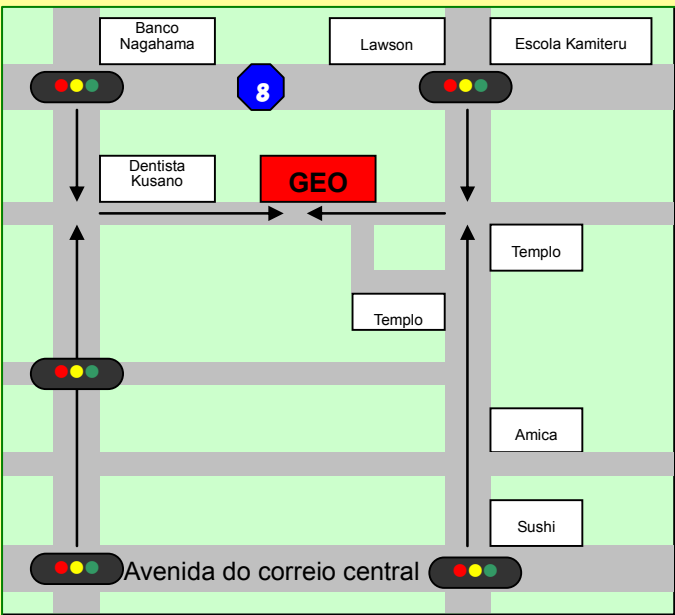 Banco
Nagahama
Lawson
Escola Kamiteru
8
Dentista
Kusano
GEO
Templo
Templo
Amica
Sushi
Avenida do correio central